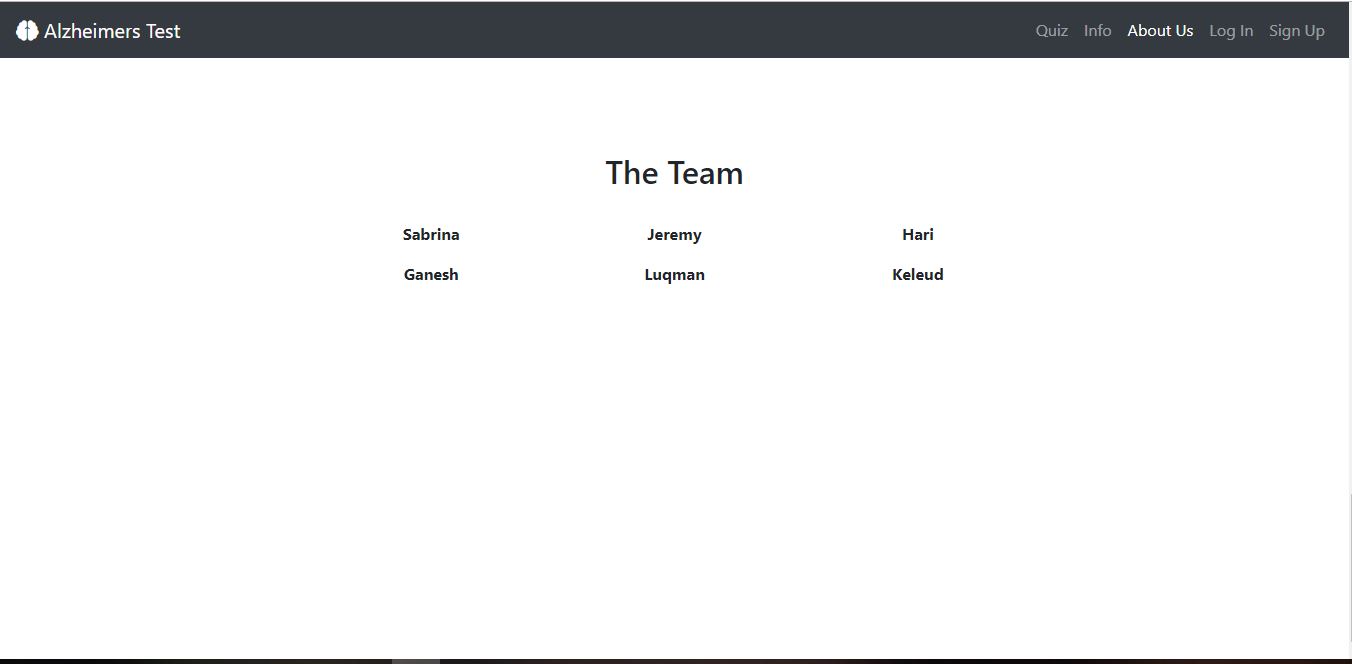 Alzheimers Test Quiz Info About Us Log In Sign Up
The Team
Sabrina Jeremy Hari
Ganesh Luqman Keleud